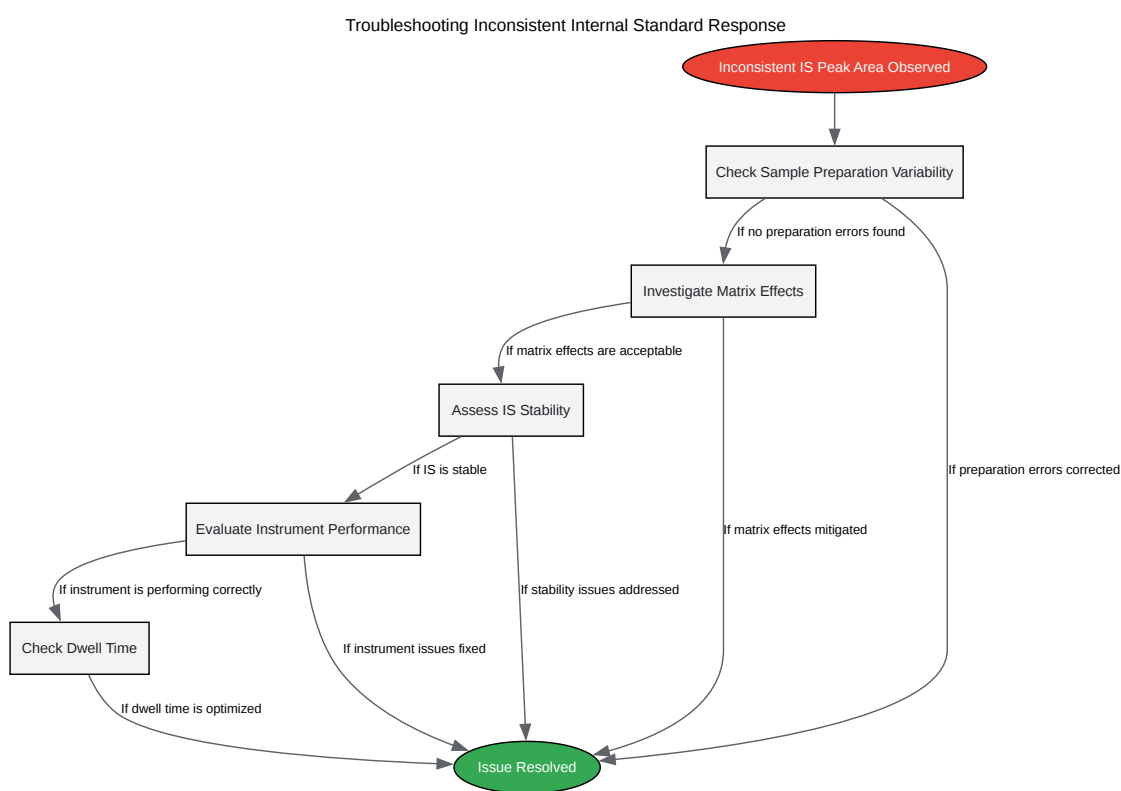 Troubleshooting Inconsistent Internal Standard Response
Inconsistent IS Peak Area Observed
Check Sample Preparation Variability
If no preparation errors found
Investigate Matrix Effects
If matrix effects are acceptable
Assess IS Stability
If IS is stable
If preparation errors corrected
Evaluate Instrument Performance
If matrix effects mitigated
If instrument is performing correctly
If stability issues addressed
Check Dwell Time
If instrument issues fixed
If dwell time is optimized
Issue Resolved